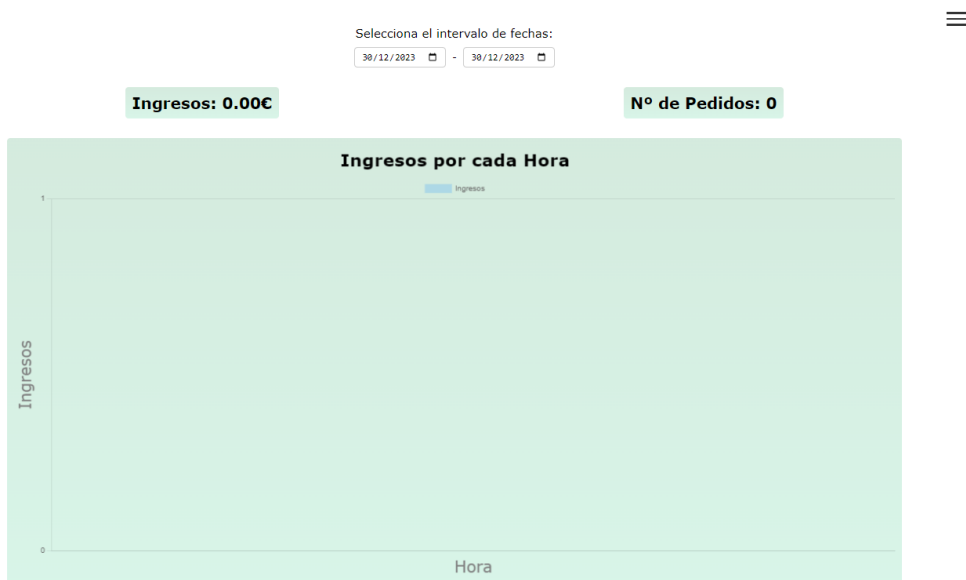 Selecciona el intervalo de fechas:
30/12/2023 - 30/12/2023
Ingresos: 0.00€ Nº de Pedidos: 0
Ingresos por cada Hora
Ingresos
1
Ingresos
0
Hora